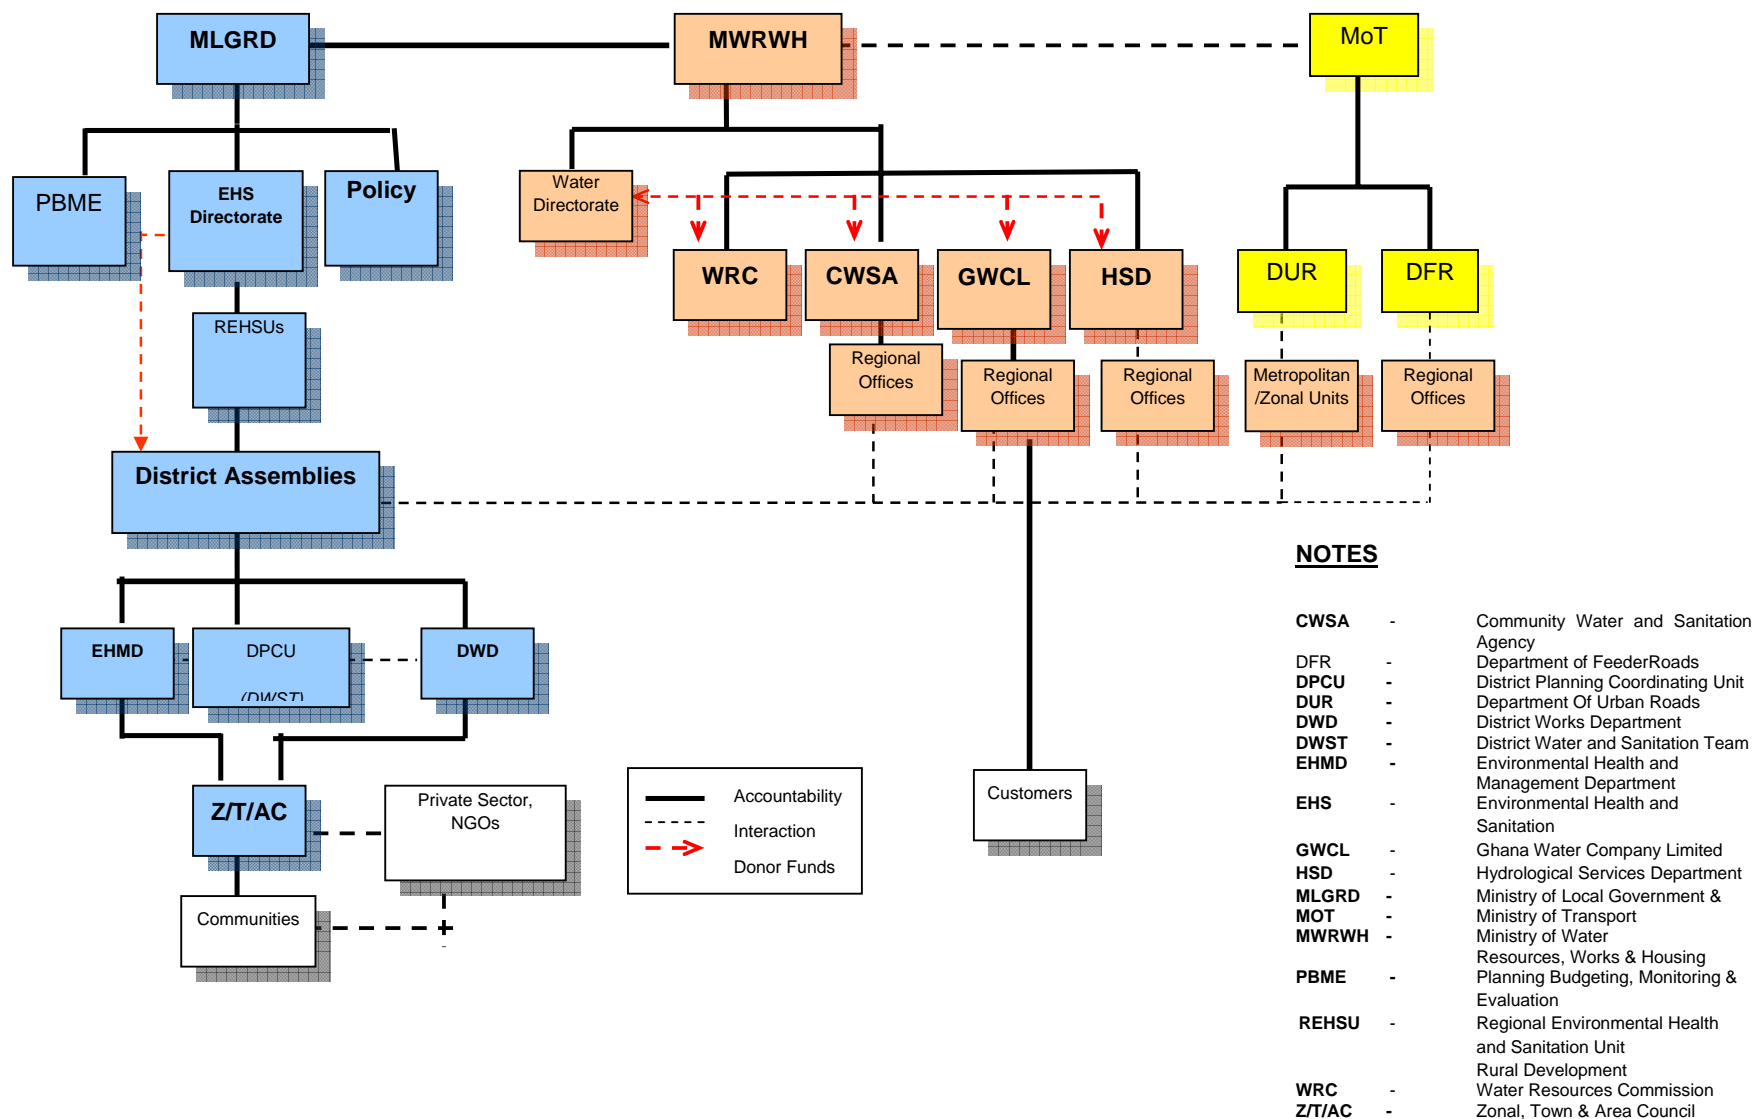 MLGRD
MWRWH
MoT
PBME
EHS
Directorate
Policy
Water
Directorate
WRC
CWSA
GWCL
HSD
DUR
DFR
REHSUs
Regional
Offices
Regional
Offices
Regional
Offices
Metropolitan
/Zonal Units
Regional
Offices
District Assemblies
EHMD
DPCU
(DWST)
DWD
Z/T/AC
Private Sector,
NGOs
Communities
Accountability
Interaction
Donor Funds
Customers
NOTES
CWSA - Community Water and Sanitation
Agency
DFR - Department of FeederRoads
DPCU - District Planning Coordinating Unit
DUR - Department Of Urban Roads
DWD - District Works Department
DWST - District Water and Sanitation Team
EHMD - Environmental Health and
Management Department
EHS - Environmental Health and
Sanitation
GWCL - Ghana Water Company Limited
HSD - Hydrological Services Department
MLGRD - Ministry of Local Government &
MOT - Ministry of Transport
MWRWH - Ministry of Water
Resources, Works & Housing
PBME - Planning Budgeting, Monitoring &
Evaluation
REHSU - Regional Environmental Health
and Sanitation Unit
Rural Development
WRC - Water Resources Commission
Z/T/AC - Zonal, Town & Area Council